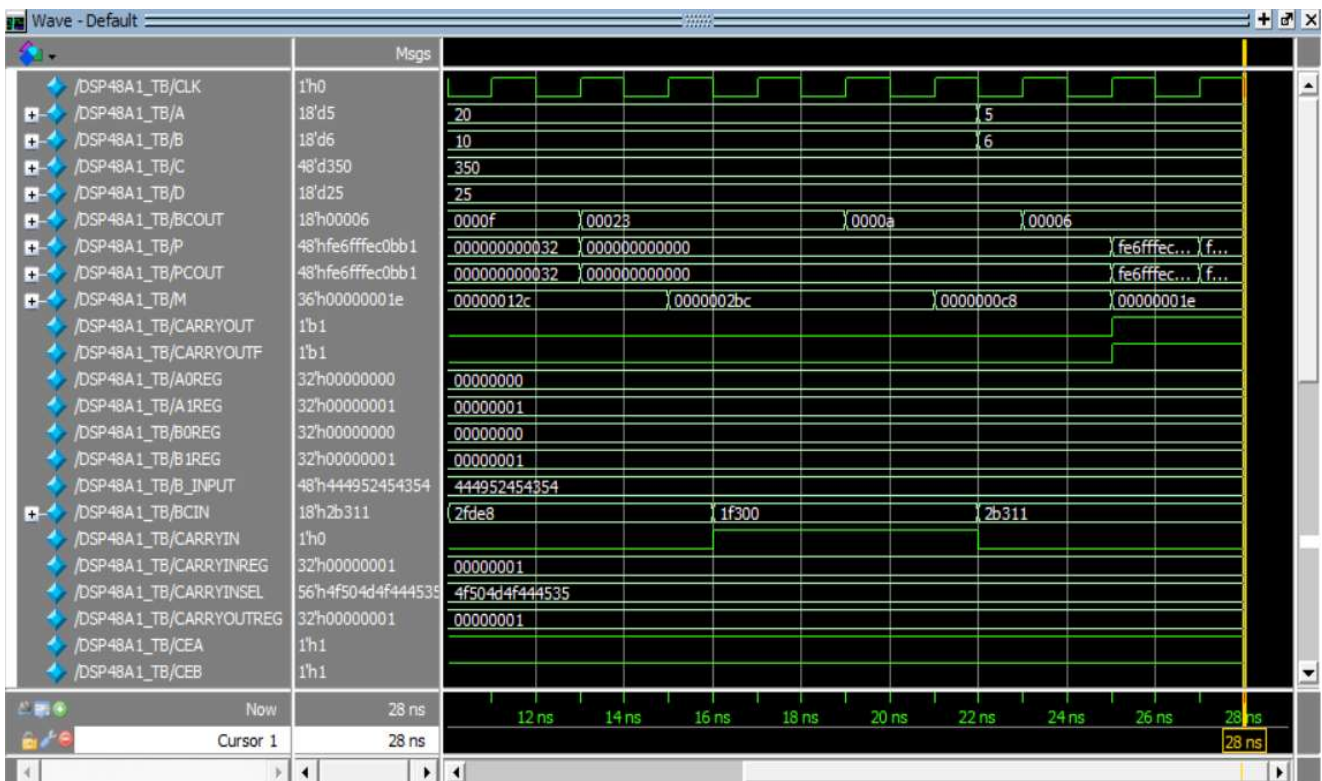 Wave - Default
Msgs
/DSP48A1_TB/CLK 1'h0
/DSP48A1_TB/A 18'd5 20 5
/DSP48A1_TB/B 18'd6 10 6
/DSP48A1_TB/C 48'd350 350
/DSP48A1_TB/D 18'd25 25
/DSP48A1_TB/BCOUT 18'h00006 0000f 00023 0000a 00006
/DSP48A1_TB/P 48'hfe6fffec0bb1 000000000032 000000000000 fe6fffec... f...
/DSP48A1_TB/PCOUT 48'hfe6fffec0bb1 000000000032 000000000000 fe6fffec... f...
/DSP48A1_TB/M 36'h00000001e 00000012c 0000002bc 0000000c8 00000001e
/DSP48A1_TB/CARRYOUT 1'b1
/DSP48A1_TB/CARRYOUTF 1'b1
/DSP48A1_TB/A0REG 32'h00000000 00000000
/DSP48A1_TB/A1REG 32'h00000001 00000001
/DSP48A1_TB/B0REG 32'h00000000 00000000
/DSP48A1_TB/B1REG 32'h00000001 00000001
/DSP48A1_TB/B_INPUT 48'h444952454354 444952454354
/DSP48A1_TB/BCIN 18'h2b311 2fde8 1f300 2b311
/DSP48A1_TB/CARRYIN 1'h0
/DSP48A1_TB/CARRYINREG 32'h00000001 00000001
/DSP48A1_TB/CARRYINSEL 56'h4f504d4f444535 4f504d4f444535
/DSP48A1_TB/CARRYOUTREG 32'h00000001 00000001
/DSP48A1_TB/CEA 1'h1
/DSP48A1_TB/CEB 1'h1
Now 28 ns 12 ns 14 ns 16 ns 18 ns 20 ns 22 ns 24 ns 26 ns 28 ns
Cursor 1 28 ns 28 ns